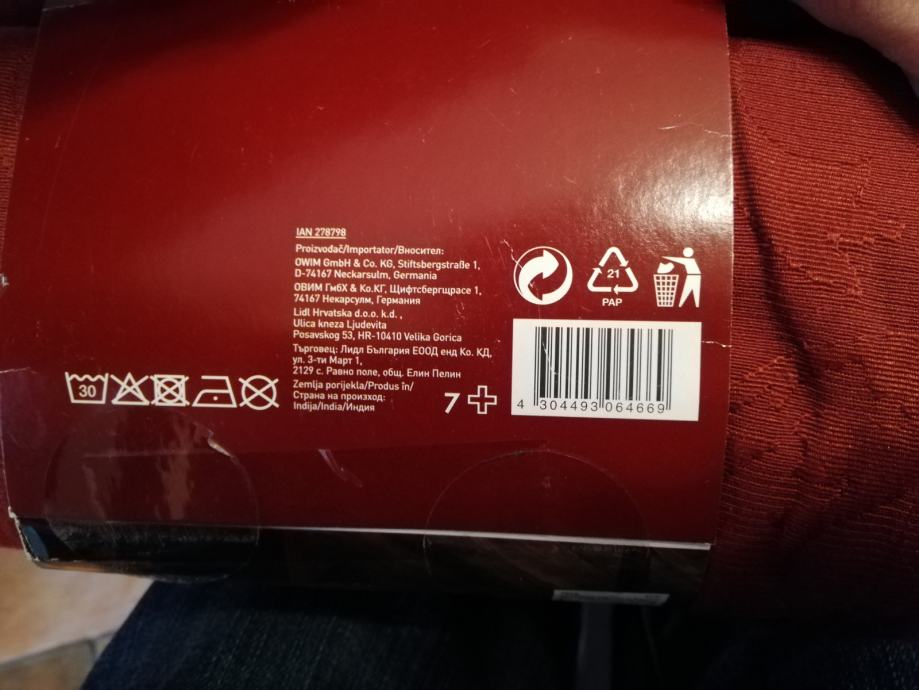 IAN 278798
Proizvođač/Importator/Вносител:
OWIM GmbH & Co. KG, Stiftsbergstraße 1,
D-74167 Neckarsulm, Germania
ОВИМ ГмбХ & Ko.КГ, Щифтсбергщрасе 1,
74167 Некарсулм, Германия
Lidl Hrvatska d.o.o. k.d. ,
Ulica kneza Ljudevita
Posavskog 53, HR-10410 Velika Gorica
Търговец: Лидл България ЕООД енд Ко. КД,
ул. 3-ти Март 1,
2129 с. Равно поле, общ. Елин Пелин
Zemlja porijekla/Produs în/
Страна на произход:
Indija/India/Индия
30
7+
21
PAP
4 304493 064669